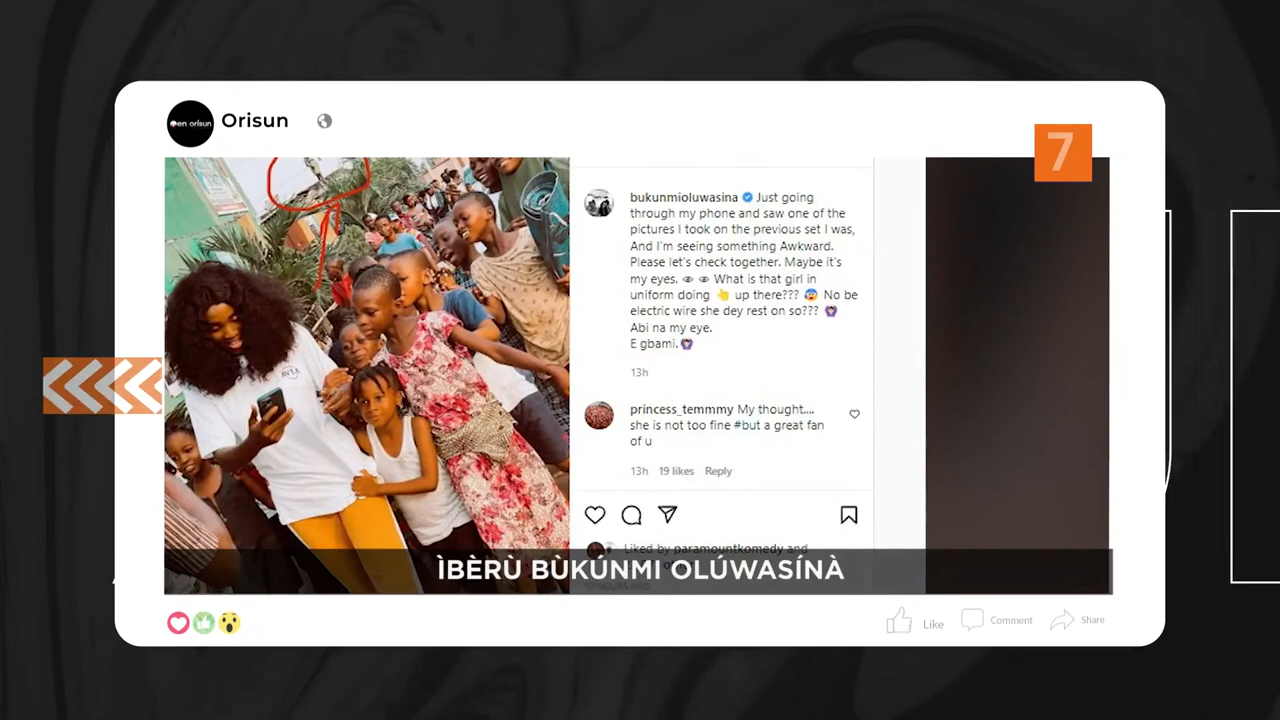 en orísun
Orisun
7
bukunmioluwasina Just going
through my phone and saw one of the
pictures I took on the previous set I was,
And I'm seeing something Awkward.
Please let's check together. Maybe it's
my eyes. 👁 👁 What is that girl in
uniform doing 👆 up there??? 😱 No be
electric wire she dey rest on so??? 🙆
Abi na my eye.
E gbami. 🙆
13h
princess_temmmy My thought....
she is not too fine #but a great fan
of u
13h 19 likes Reply
Liked by paramountkomedy and
ÌBÈRÙ BÙKÚNMI OLÚWASÍNÀ
Like
Comment
Share